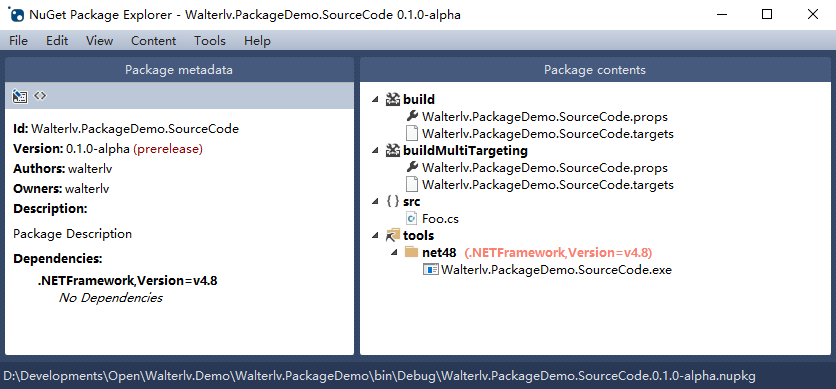 NuGet Package Explorer - Walterlv.PackageDemo.SourceCode 0.1.0-alpha
File Edit View Content Tools Help
Package metadata
Id: Walterlv.PackageDemo.SourceCode
Version: 0.1.0-alpha (prerelease)
Authors: walterlv
Owners: walterlv
Description:
Package Description
Dependencies:
.NETFramework,Version=v4.8
No Dependencies
Package contents
build
Walterlv.PackageDemo.SourceCode.props
Walterlv.PackageDemo.SourceCode.targets
buildMultiTargeting
Walterlv.PackageDemo.SourceCode.props
Walterlv.PackageDemo.SourceCode.targets
src
Foo.cs
tools
net48 (.NETFramework,Version=v4.8)
Walterlv.PackageDemo.SourceCode.exe
D:\Developments\Open\Walterlv.Demo\Walterlv.PackageDemo\bin\Debug\Walterlv.PackageDemo.SourceCode.0.1.0-alpha.nupkg